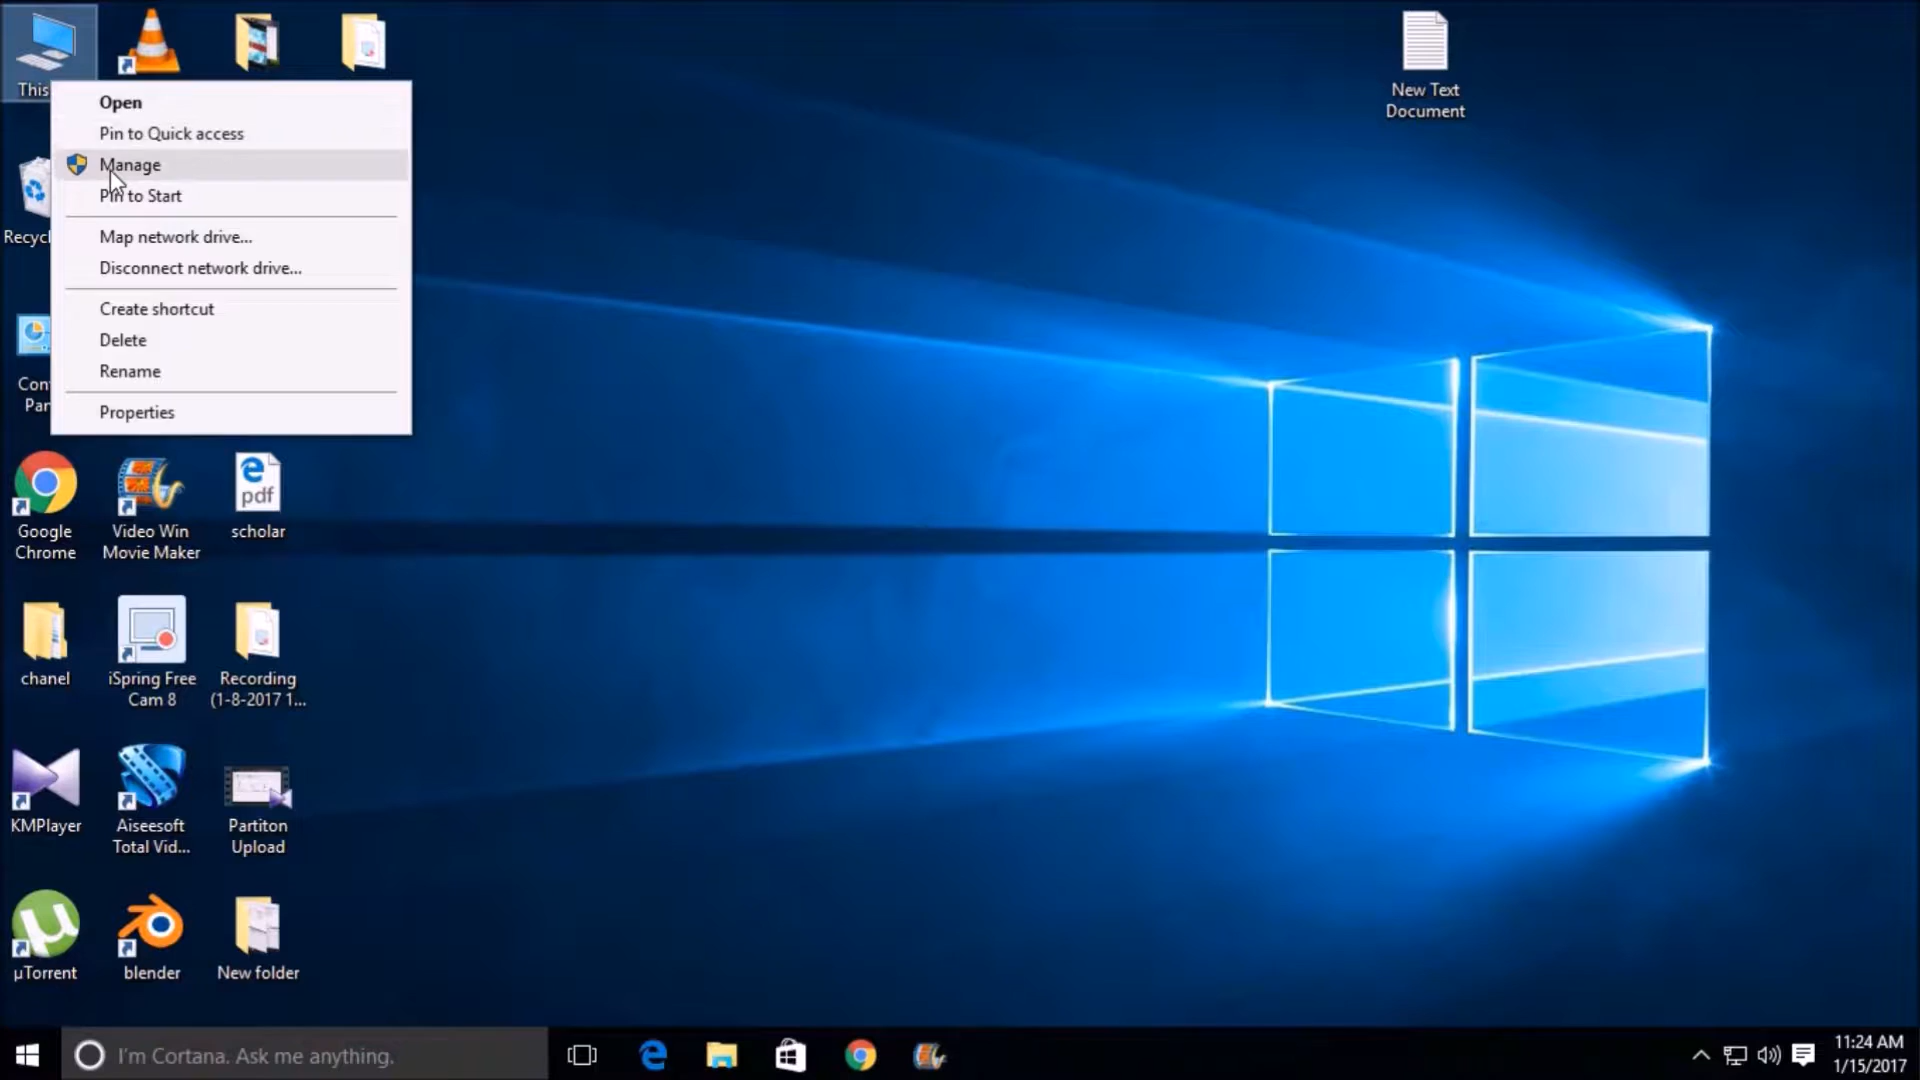 This
Open
Pin to Quick access
Manage
Pin to Start
Map network drive...
Disconnect network drive...
Create shortcut
Delete
Rename
Properties
New Text
Document
Recycl
Con
Pan
Google
Chrome
Video Win
Movie Maker
pdf
scholar
chanel
iSpring Free
Cam 8
Recording
(1-8-2017 1...
KMPlayer
Aiseesoft
Total Vid...
Partiton
Upload
µTorrent
blender
New folder
I'm Cortana. Ask me anything.
11:24 AM
1/15/2017